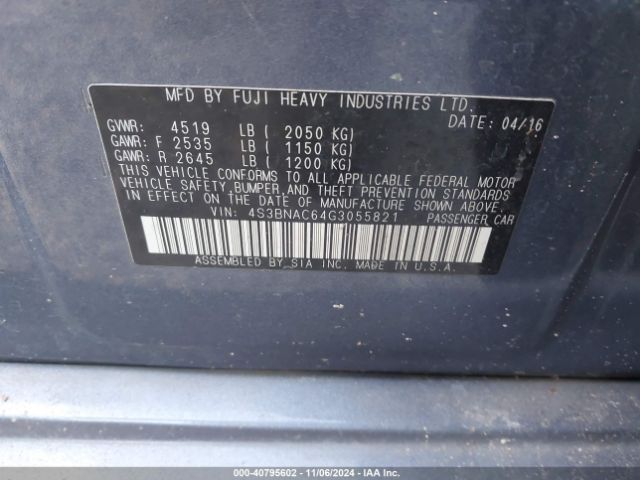 MFD BY FUJI HEAVY INDUSTRIES LTD.
DATE: 04/16
GVWR: 4519 LB ( 2050 KG)
GAWR: F 2535 LB ( 1150 KG)
GAWR: R 2645 LB ( 1200 KG)
THIS VEHICLE CONFORMS TO ALL APPLICABLE FEDERAL MOTOR
VEHICLE SAFETY, BUMPER, AND THEFT PREVENTION STANDARDS
IN EFFECT ON THE DATE OF MANUFACTURE SHOWN ABOVE.
VIN: 4S3BNAC64G3055821 PASSENGER CAR
ASSEMBLED BY SIA INC. MADE IN U.S.A.
000-40795602 - 11/06/2024 - IAA Inc.